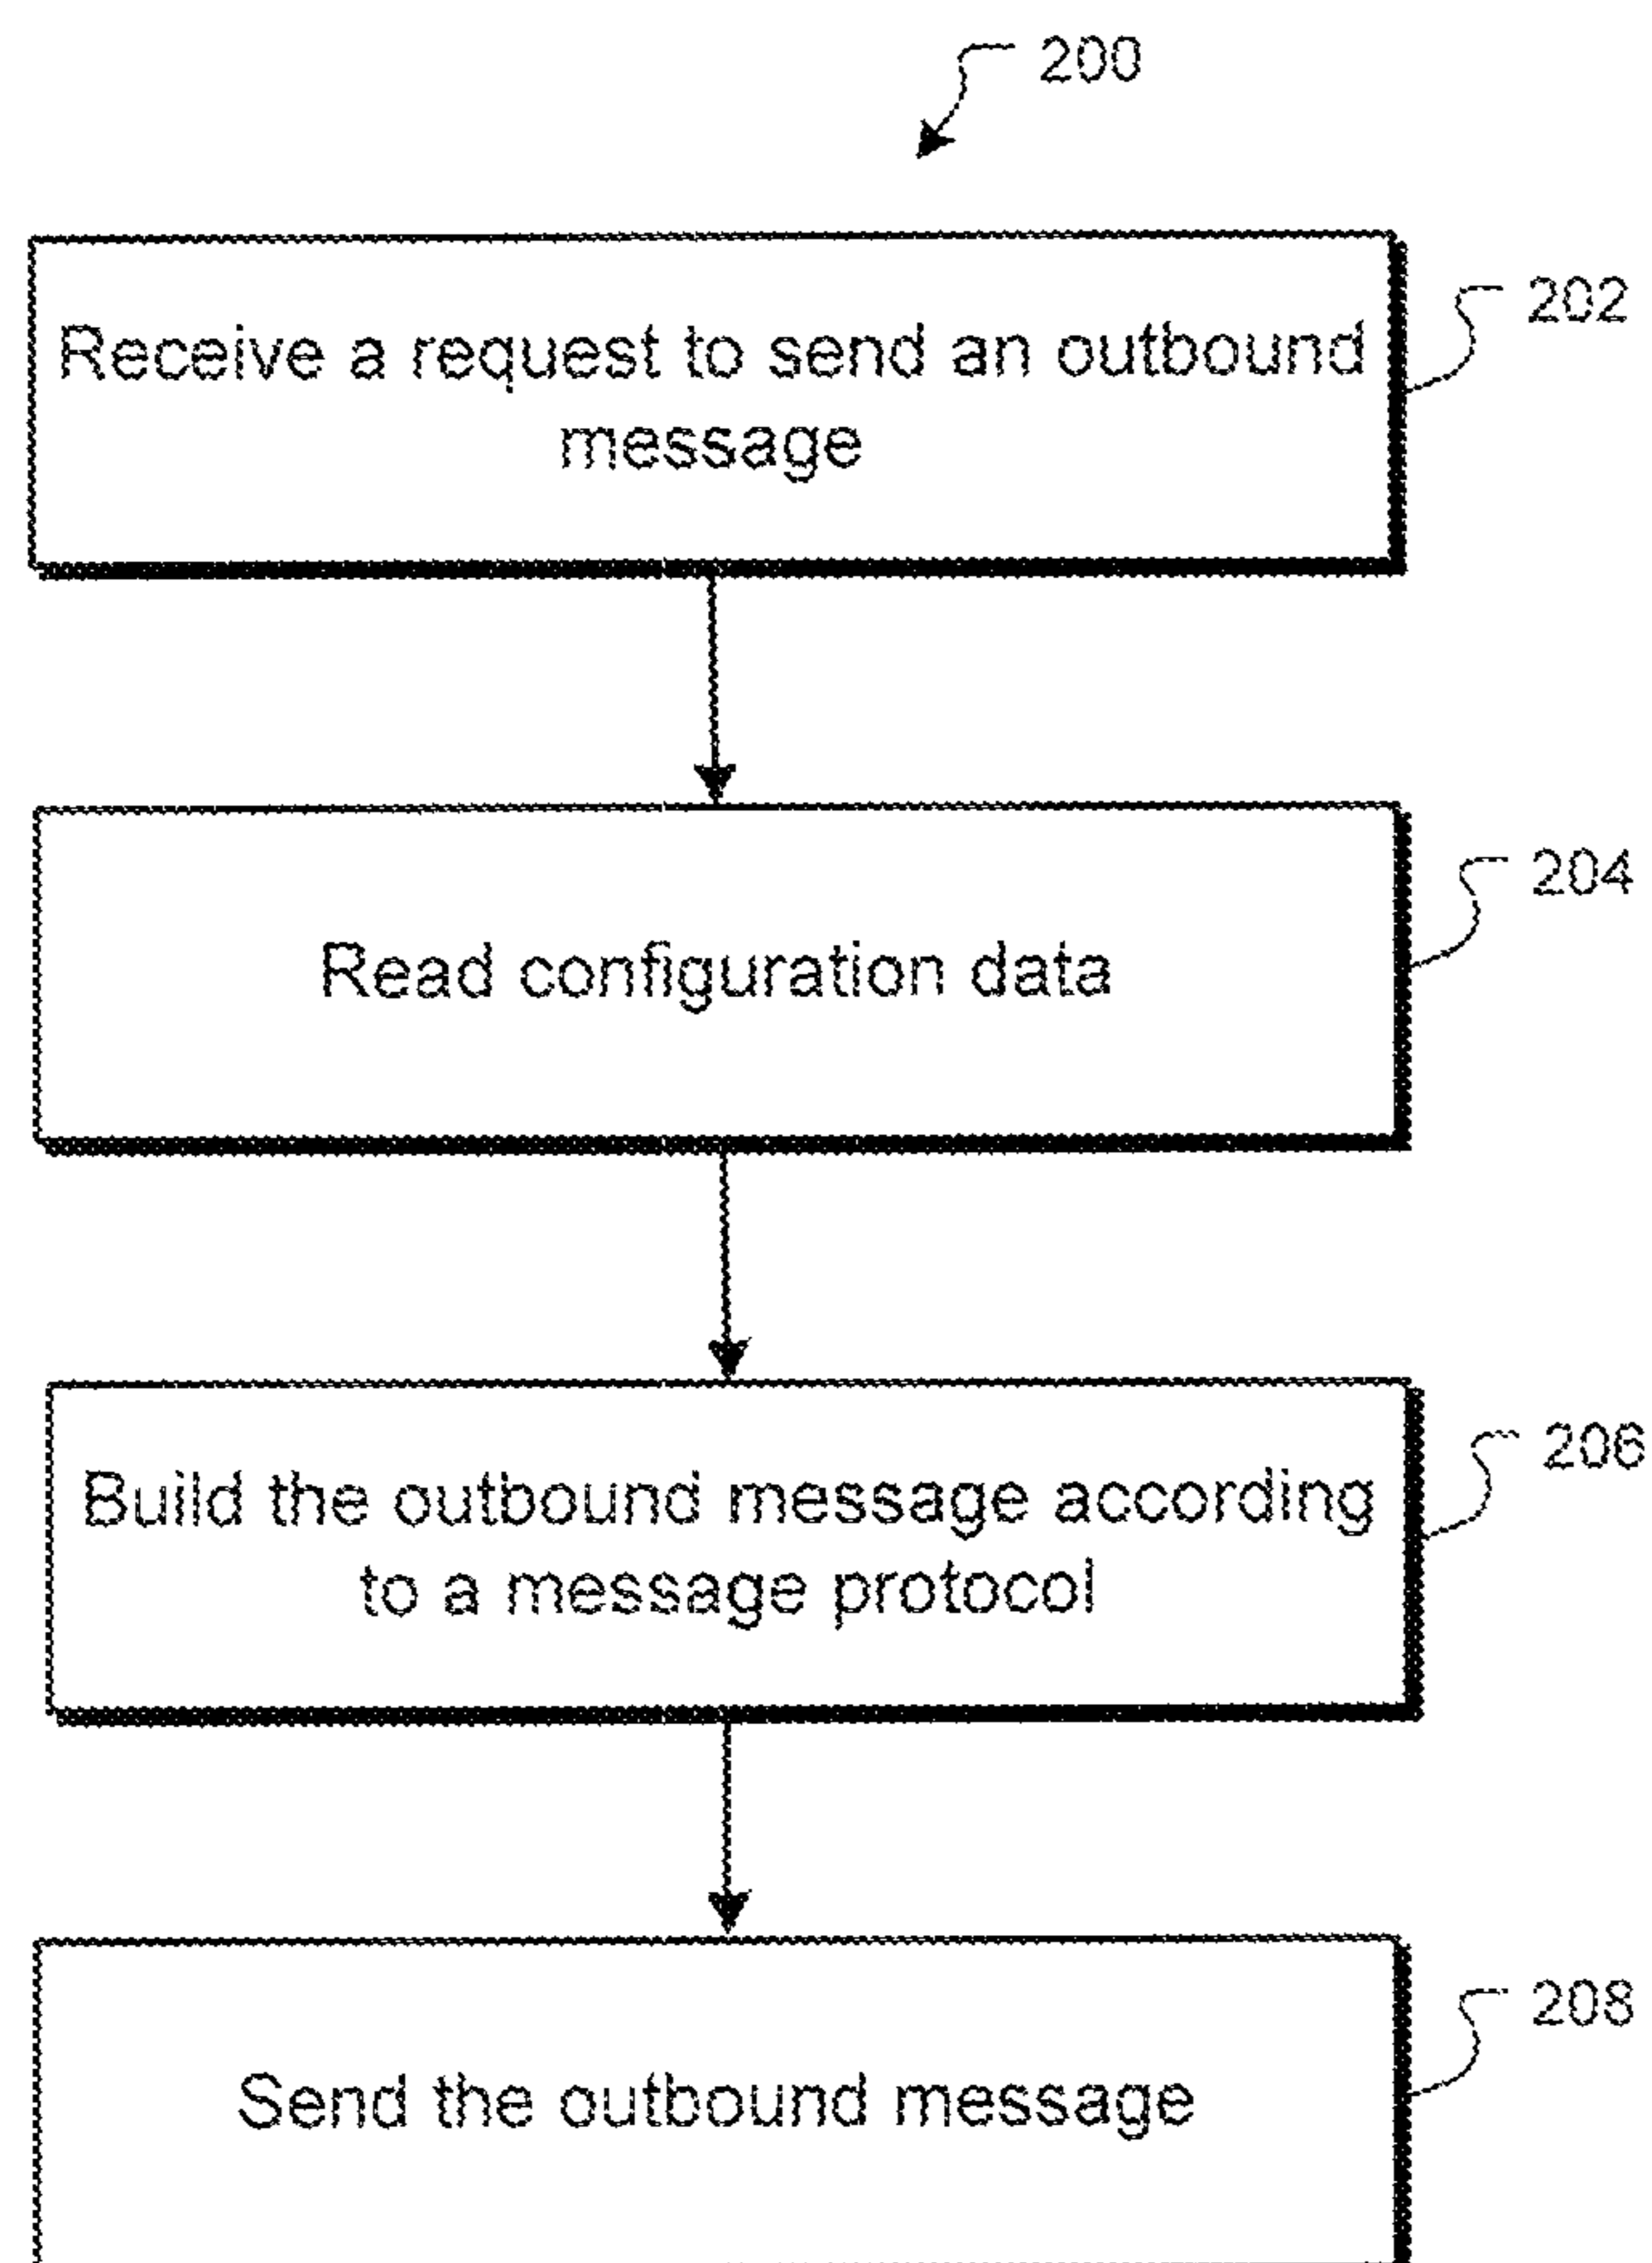 200
Receive a request to send an outbound
message
202
Read configuration data
204
Build the outbound message according
to a message protocol
206
Send the outbound message
208